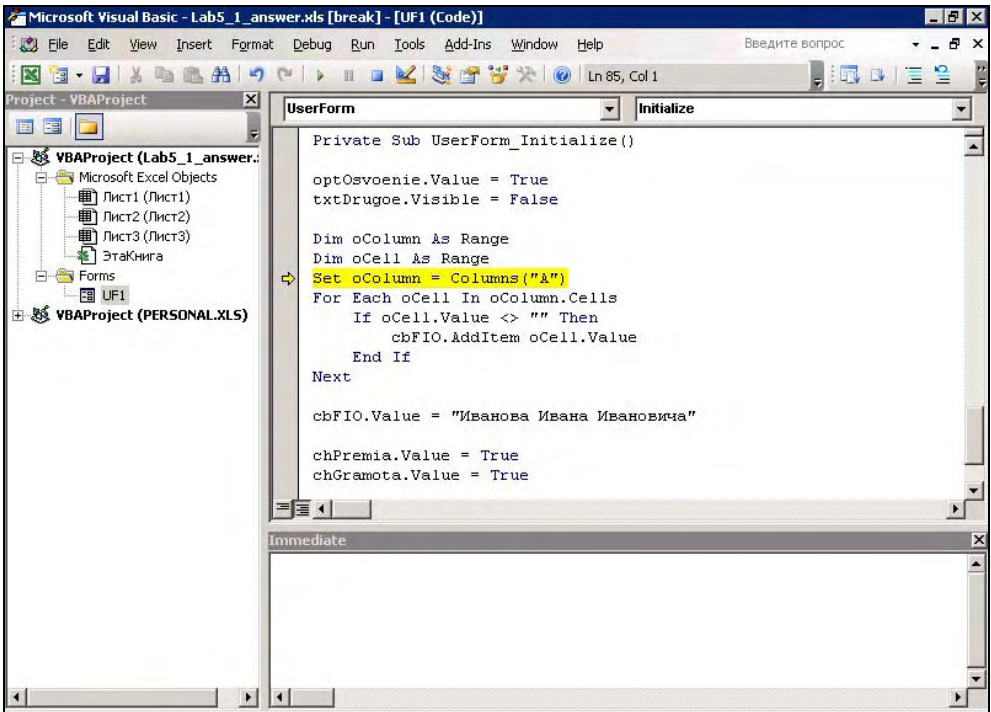 Microsoft Visual Basic - Lab5_1_answer.xls [break] - [UF1 (Code)]
File Edit View Insert Format Debug Run Tools Add-Ins Window Help Введите вопрос
Ln 85, Col 1
Project - VBAProject
VBAProject (Lab5_1_answer.:
Microsoft Excel Objects
Лист1 (Лист1)
Лист2 (Лист2)
Лист3 (Лист3)
ЭтаКнига
Forms
UF1
VBAProject (PERSONAL.XLS)
UserForm Initialize
Private Sub UserForm_Initialize()
optOsvoenie.Value = True
txtDrugoe.Visible = False
Dim oColumn As Range
Dim oCell As Range
Set oColumn = Columns("A")
For Each oCell In oColumn.Cells
If oCell.Value <> "" Then
cbFIO.AddItem oCell.Value
End If
Next
cbFIO.Value = "Иванова Ивана Ивановича"
chPremia.Value = True
chGramota.Value = True
Immediate